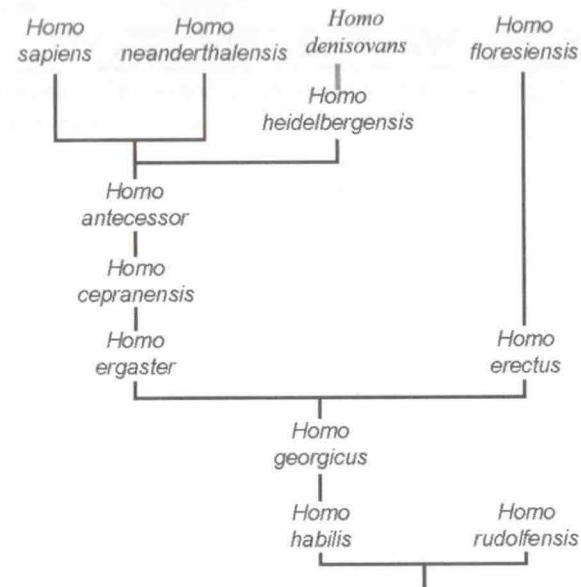 Homo
sapiens
Homo
neanderthalensis
Homo
denisovans
Homo
floresiensis
Homo
heidelbergensis
Homo
antecessor
Homo
cepranensis
Homo
ergaster
Homo
erectus
Homo
georgicus
Homo
habilis
Homo
rudolfensis